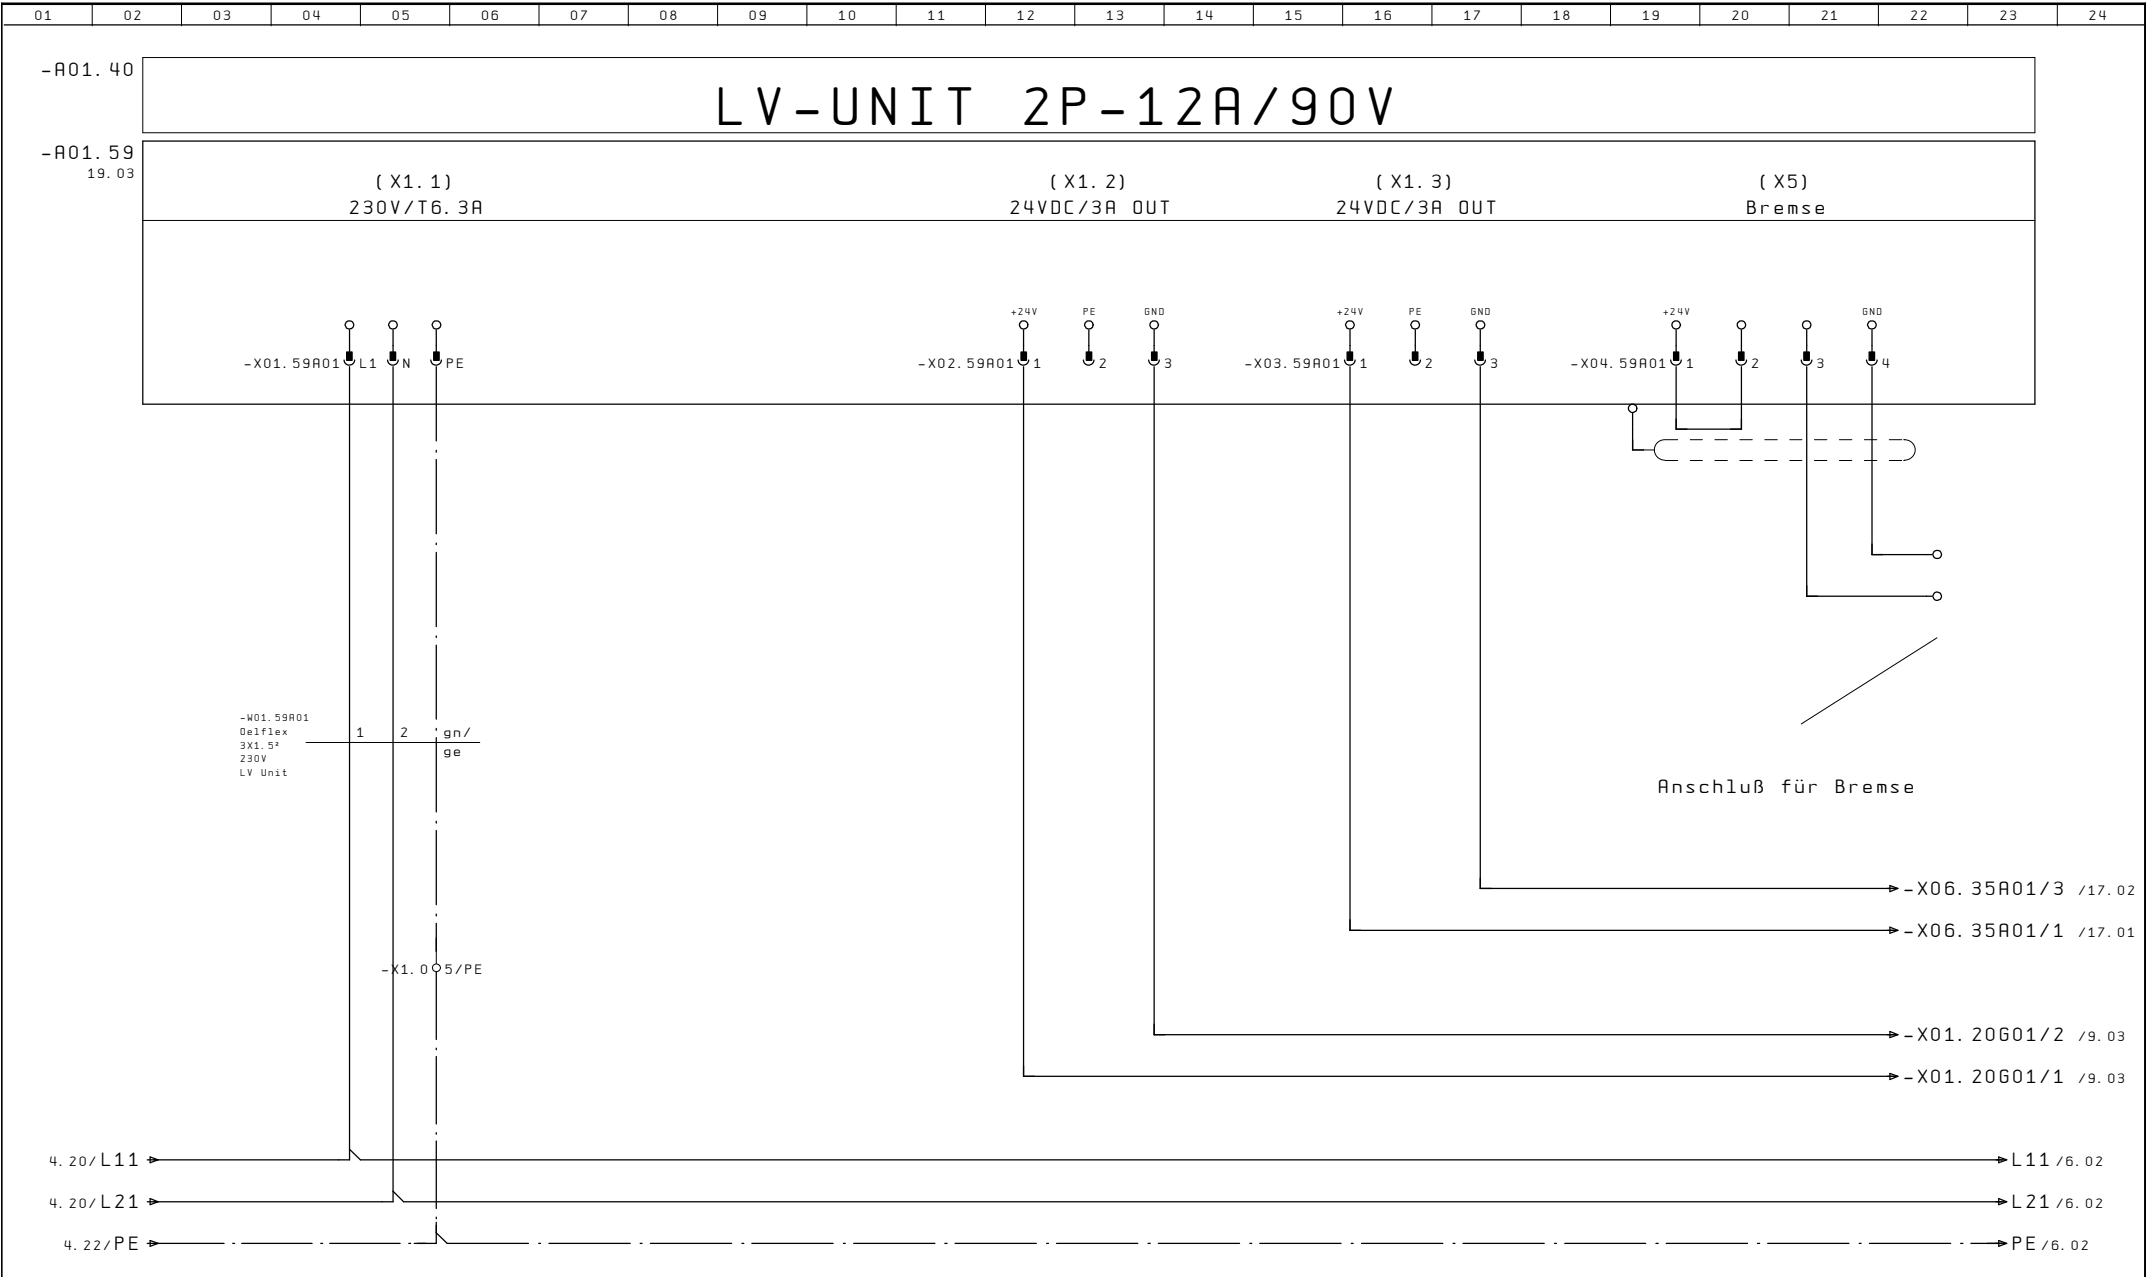 01 02 03 04 05 06 07 08 09 10 11 12 13 14 15 16 17 18 19 20 21 22 23 24
-A01.40
LV-UNIT 2P-12A/90V
-A01.59
19.03
(X1.1) (X1.2) (X1.3) (X5)
230V/T6.3A 24VDC/3A OUT 24VDC/3A OUT Bremse
+24V PE GND +24V PE GND +24V GND
-X01.59A01 L1 N PE -X02.59A01 1 2 3 -X03.59A01 1 2 3 -X04.59A01 1 2 3 4
-W01.59A01
Oelflex
3X1.5²
230V
LV Unit
1 2 gn/
ge
Anschluß für Bremse
-X06.35A01/3 /17.02
-X06.35A01/1 /17.01
-X1.0 5/PE
-X01.20G01/2 /9.03
-X01.20G01/1 /9.03
4.20/L11 L11/6.02
4.20/L21 L21/6.02
4.22/PE PE/6.02